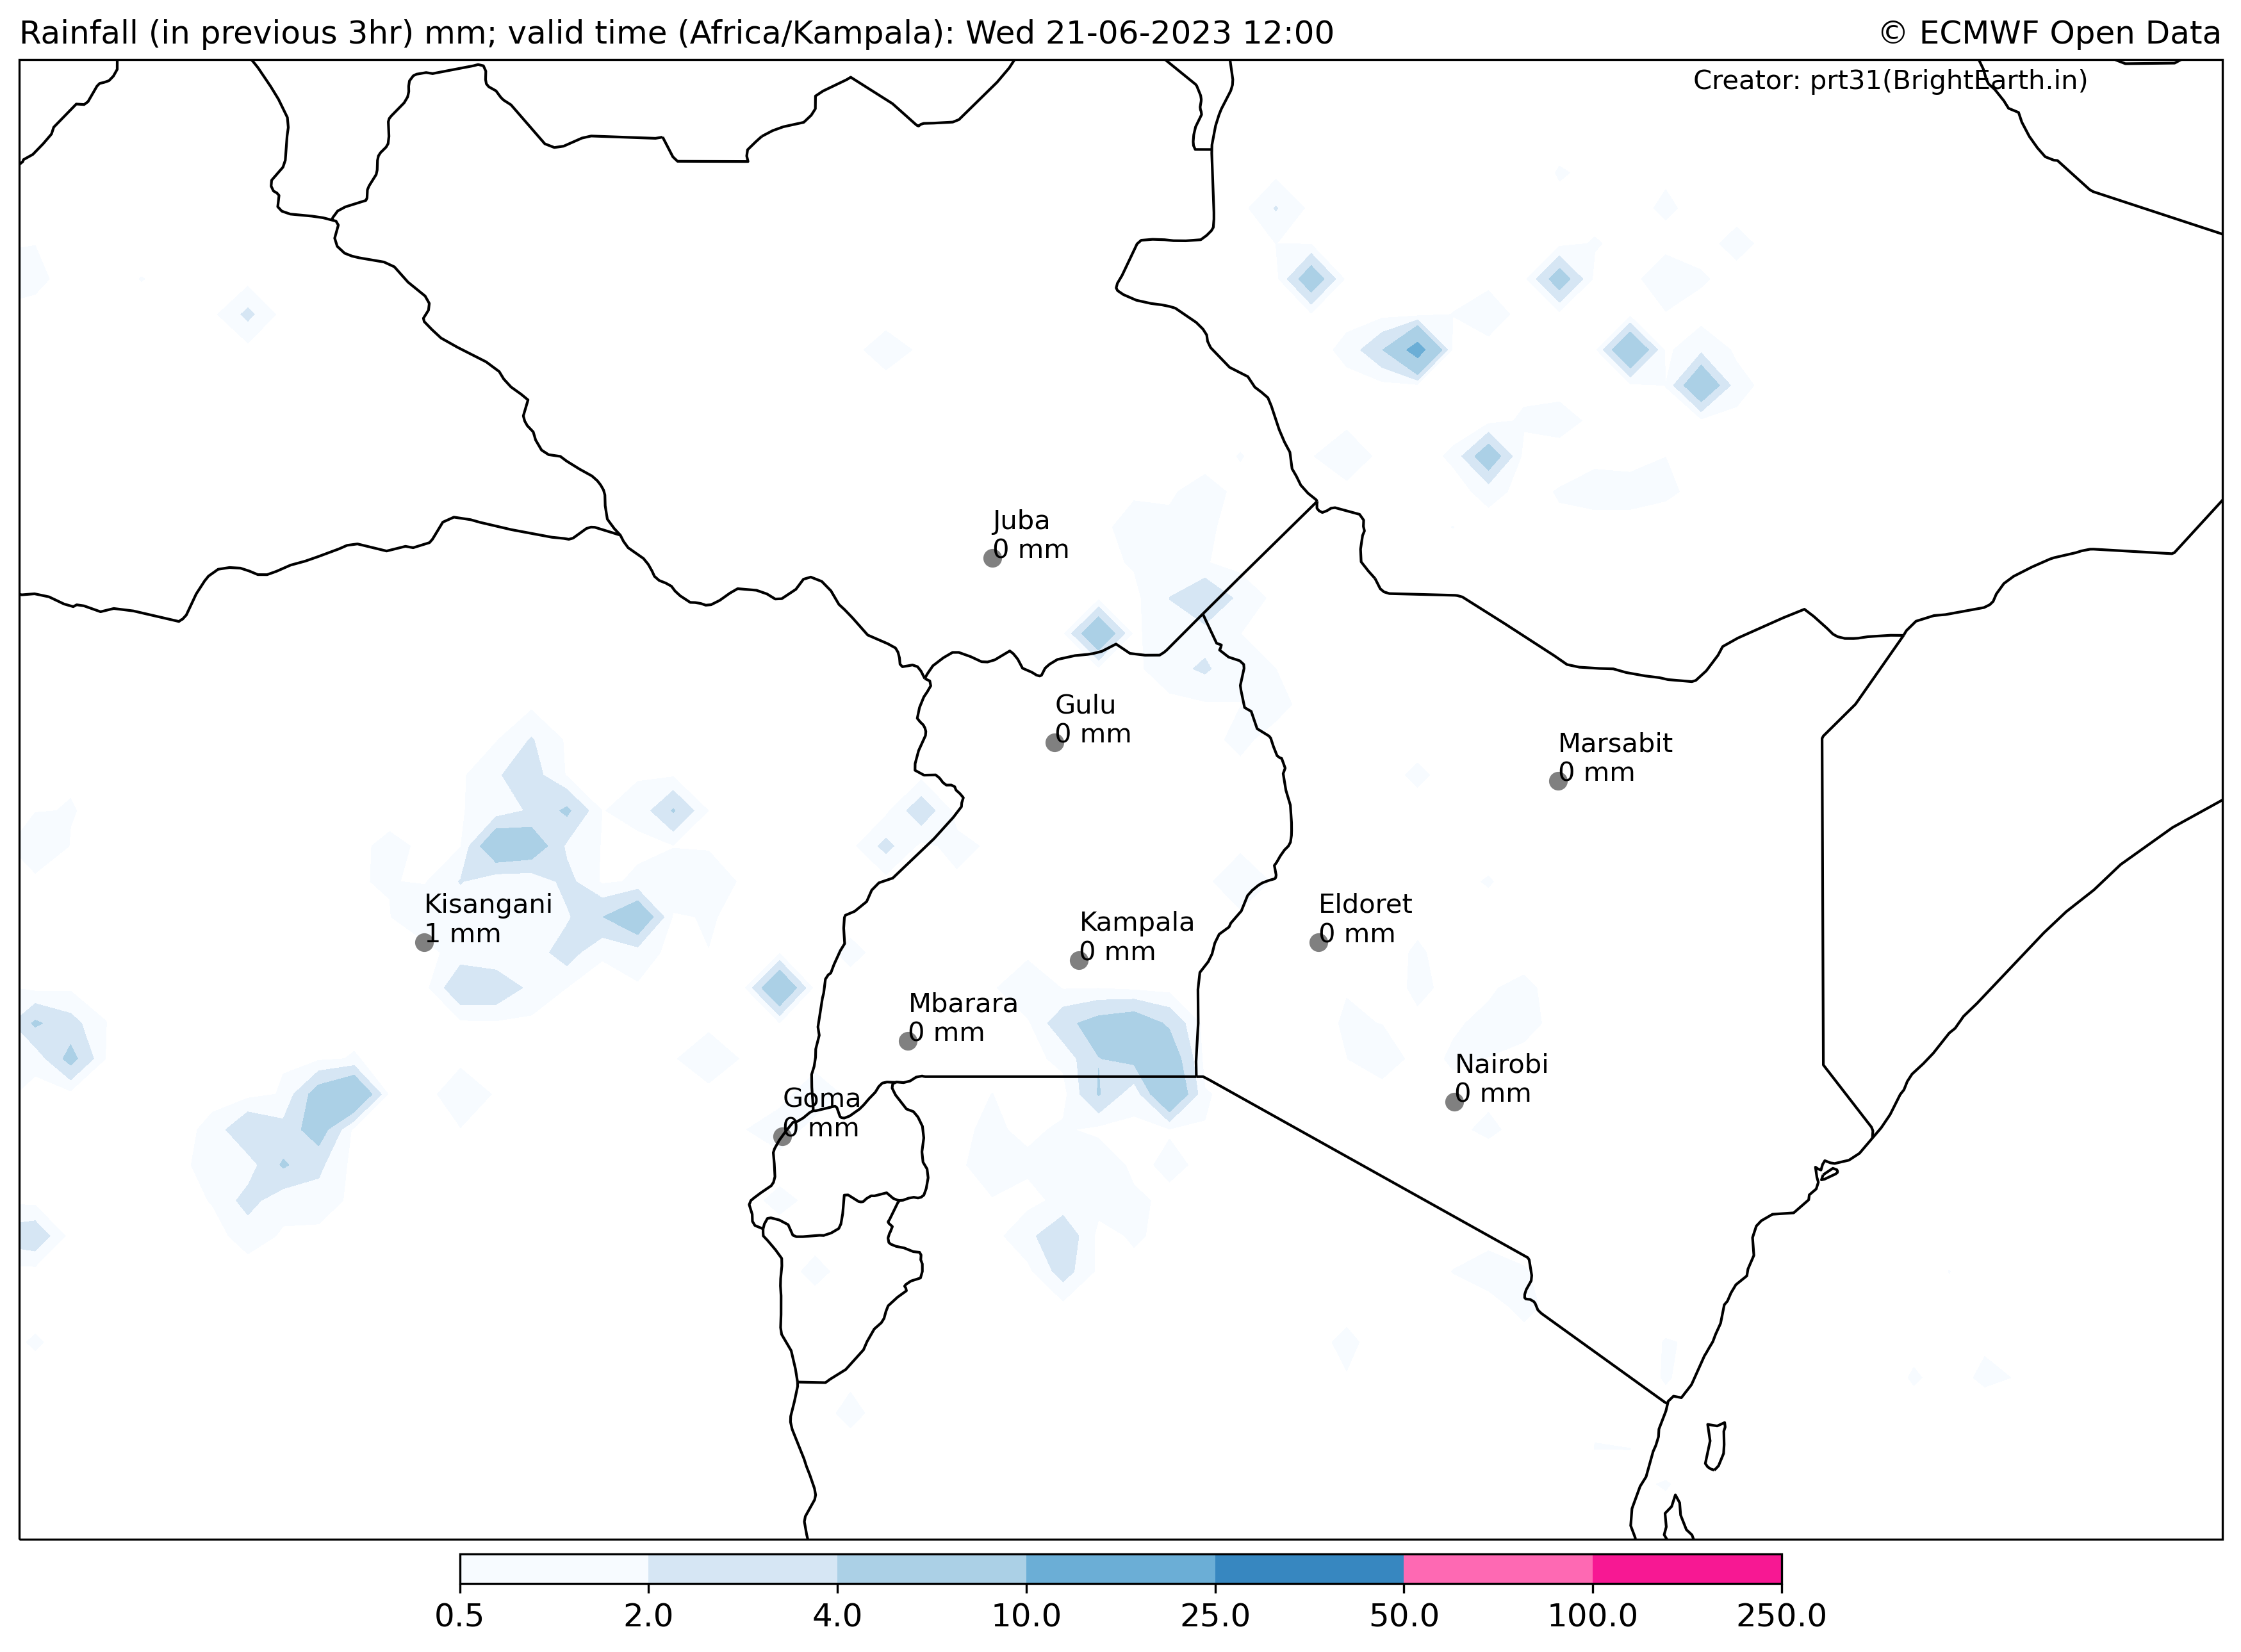 Rainfall (in previous 3hr) mm; valid time (Africa/Kampala): Wed 21-06-2023 12:00
© ECMWF Open Data
Creator: prt31(BrightEarth.in)
Juba
0 mm
Gulu
0 mm
Marsabit
0 mm
Kisangani
1 mm
Kampala
0 mm
Eldoret
0 mm
Mbarara
0 mm
Nairobi
0 mm
Goma
0 mm
0.5 2.0 4.0 10.0 25.0 50.0 100.0 250.0